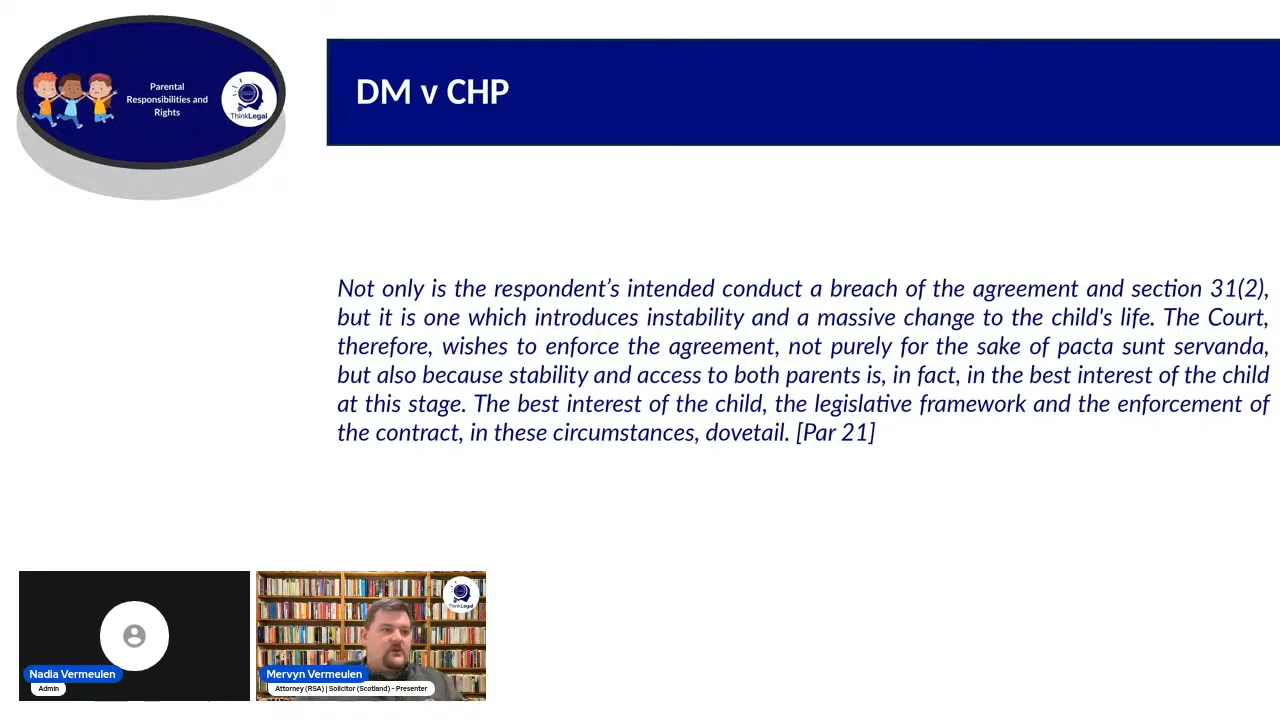 Parental
Responsibilities and
Rights
ThinkLegal
DM v CHP
Not only is the respondent’s intended conduct a breach of the agreement and section 31(2),
but it is one which introduces instability and a massive change to the child's life. The Court,
therefore, wishes to enforce the agreement, not purely for the sake of pacta sunt servanda,
but also because stability and access to both parents is, in fact, in the best interest of the child
at this stage. The best interest of the child, the legislative framework and the enforcement of
the contract, in these circumstances, dovetail. [Par 21]
ThinkLegal
Nadia Vermeulen
Admin
Mervyn Vermeulen
Attorney (RSA) | Solicitor (Scotland) - Presenter